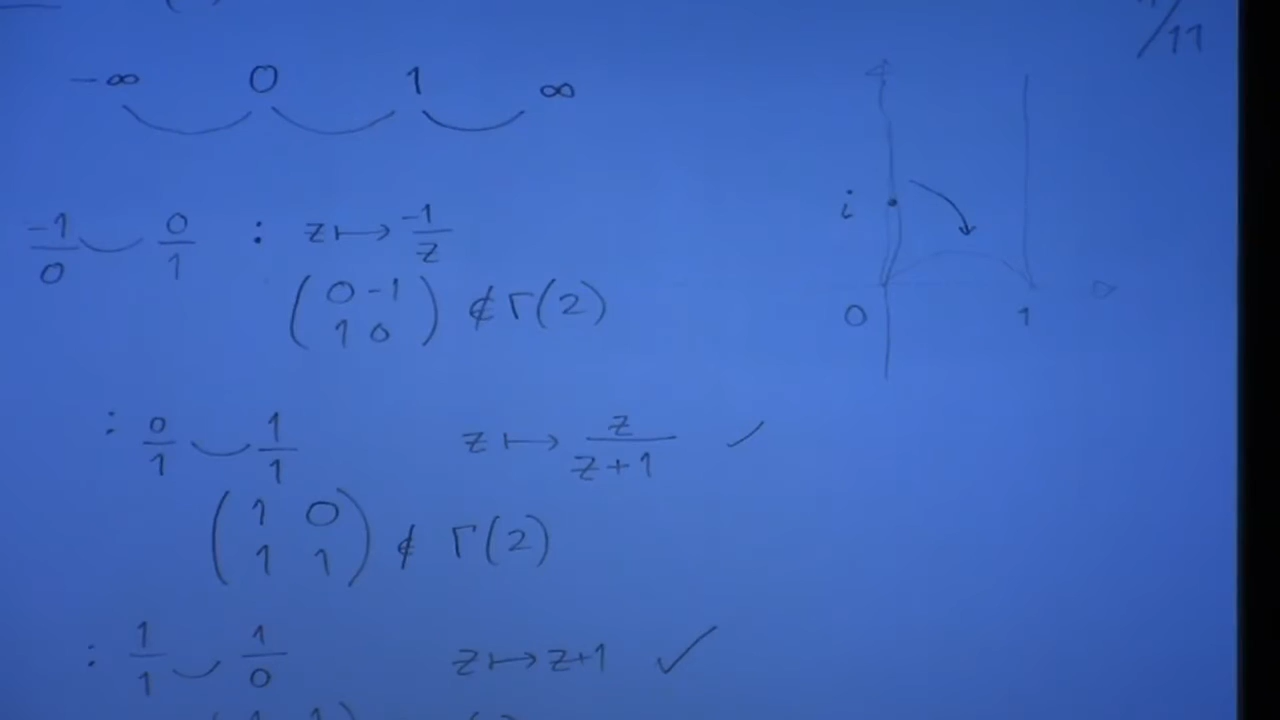 /11
-∞ 0 1 ∞
-1/0 0/1 : z ↦ -1/z
( 0 -1
1 0 ) ∉ Γ(2)
i
0 1
: 0/1 1/1 z ↦ z/(z+1) ✓
( 1 0
1 1 ) ∉ Γ(2)
: 1/1 1/0 z ↦ z+1 ✓